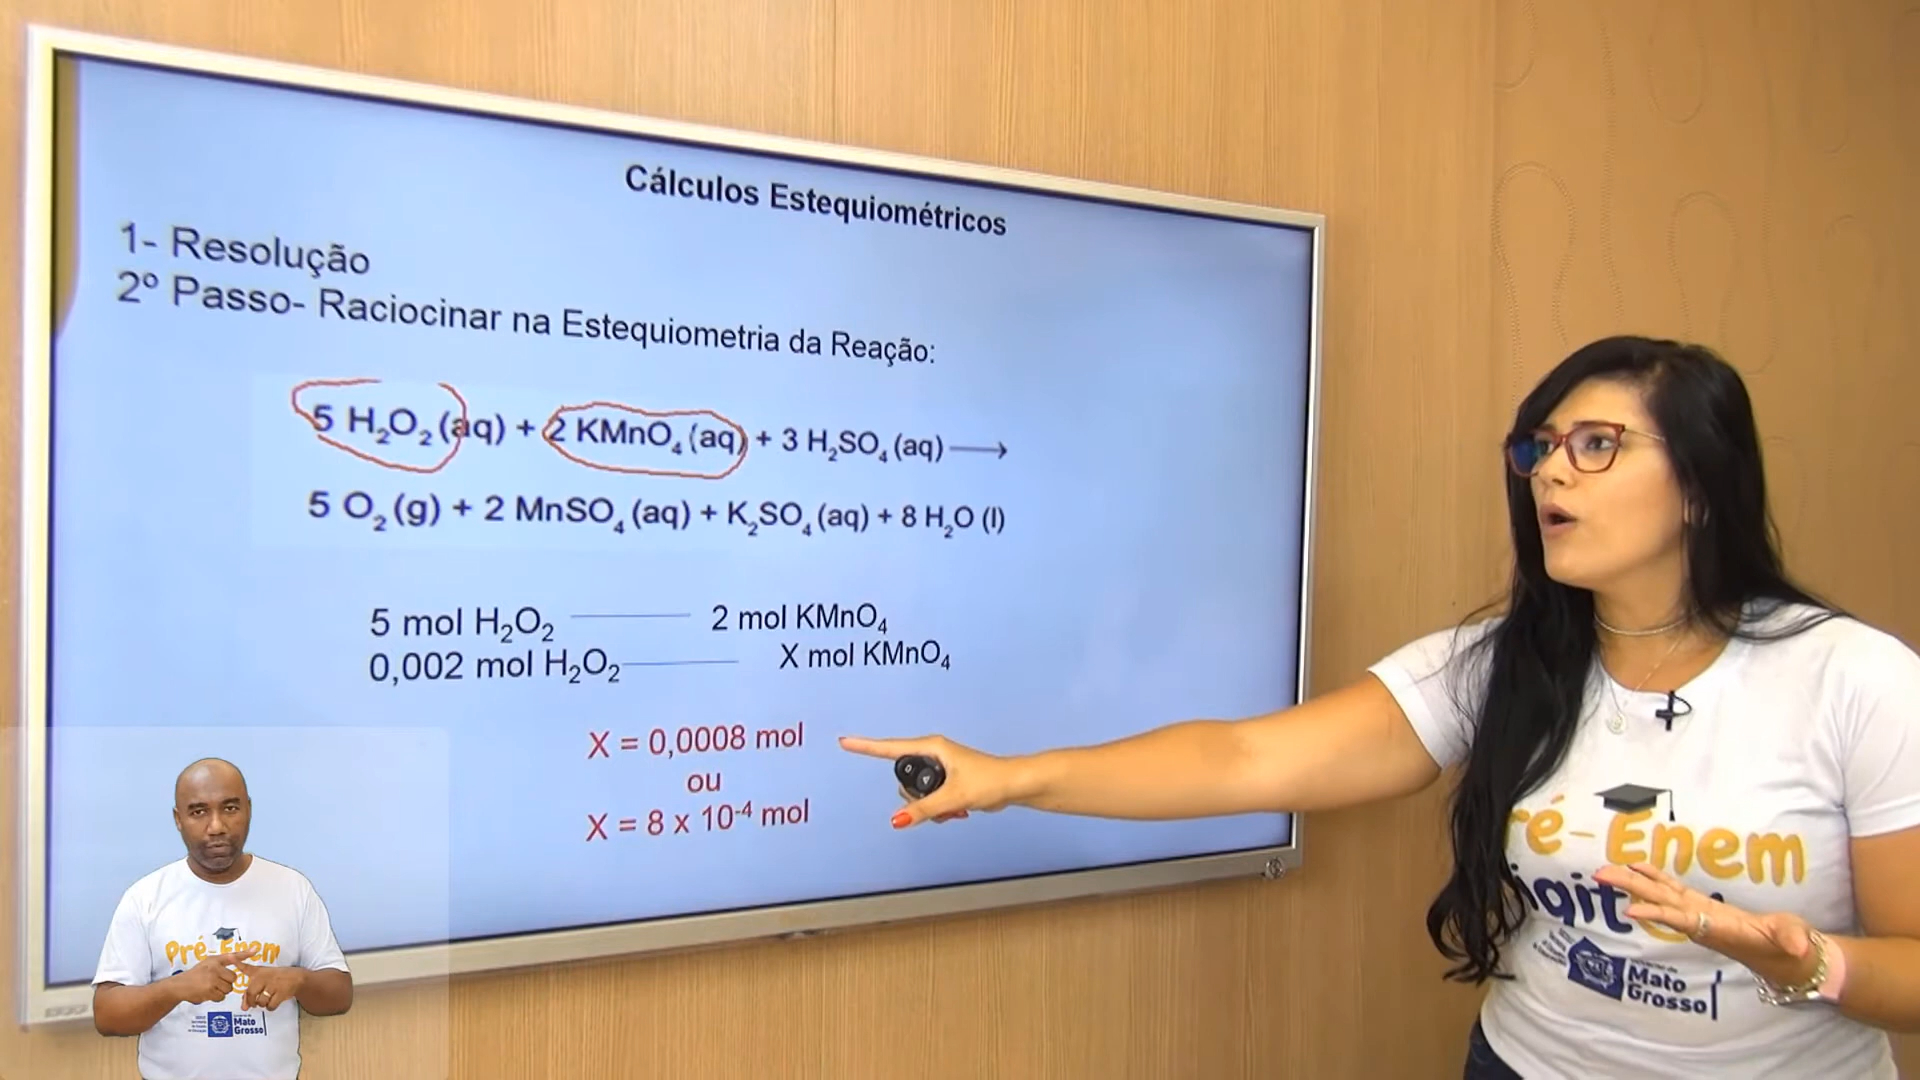 Cálculos Estequiométricos
1- Resolução
2º Passo- Raciocinar na Estequiometria da Reação:
5 H₂O₂ (aq) + 2 KMnO₄ (aq) + 3 H₂SO₄ (aq) ⟶
5 O₂ (g) + 2 MnSO₄ (aq) + K₂SO₄ (aq) + 8 H₂O (l)
5 mol H₂O₂ 2 mol KMnO₄
0,002 mol H₂O₂ X mol KMnO₄
X = 0,0008 mol
ou
X = 8 x 10⁻⁴ mol
Pré-Enem
Mato
Grosso
ré-Enem
igit
Mato
Grosso